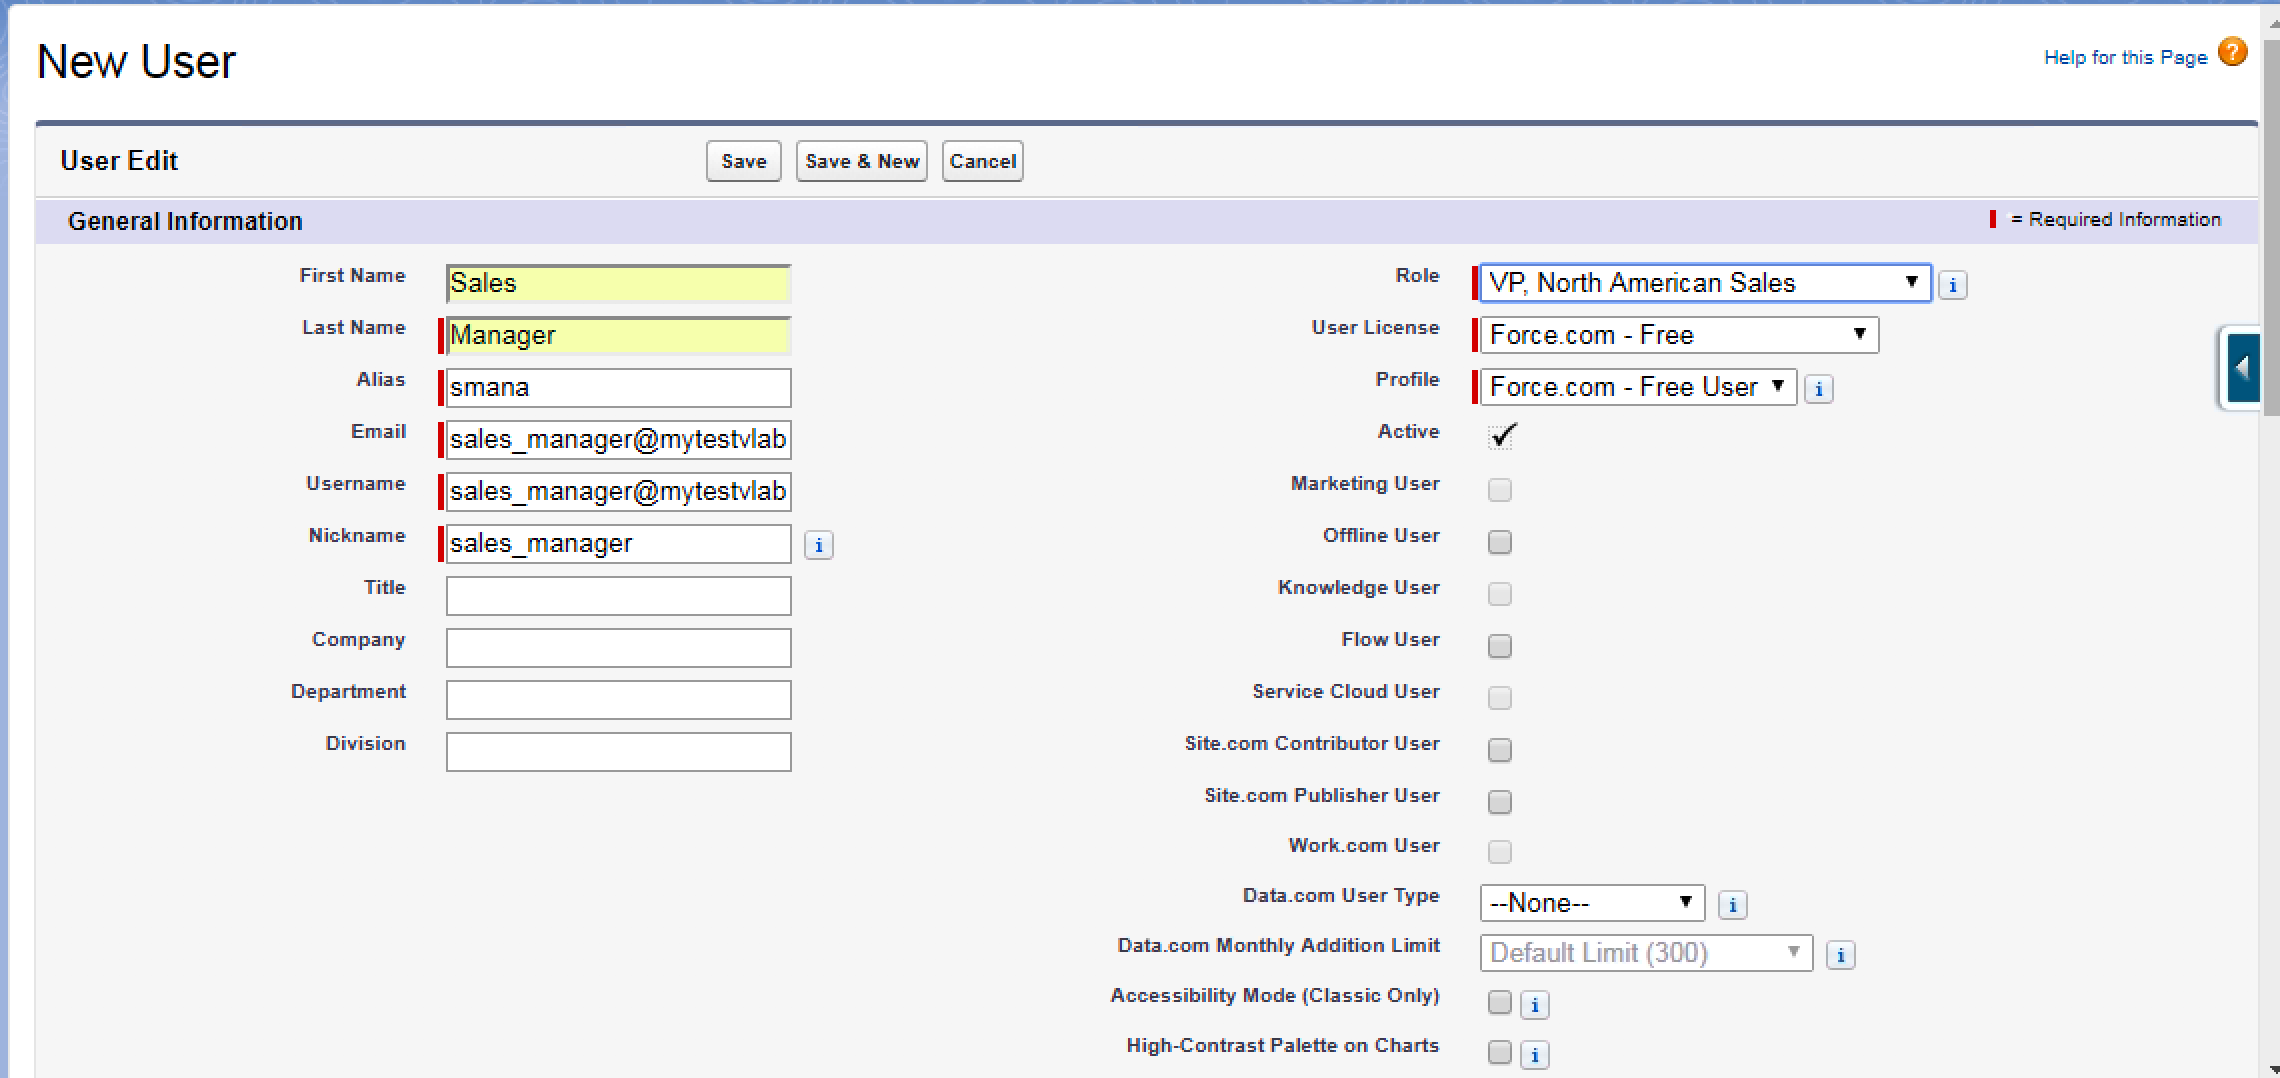 New User
Help for this Page ?
User Edit
Save
Save & New
Cancel
General Information
= Required Information
First Name
Sales
Last Name
Manager
Alias
smana
Email
sales_manager@mytestvlab
Username
sales_manager@mytestvlab
Nickname
sales_manager
i
Title
Company
Department
Division
Role
VP, North American Sales
i
User License
Force.com - Free
Profile
Force.com - Free User
i
Active
Marketing User
Offline User
Knowledge User
Flow User
Service Cloud User
Site.com Contributor User
Site.com Publisher User
Work.com User
Data.com User Type
--None--
i
Data.com Monthly Addition Limit
Default Limit (300)
i
Accessibility Mode (Classic Only)
i
High-Contrast Palette on Charts
i